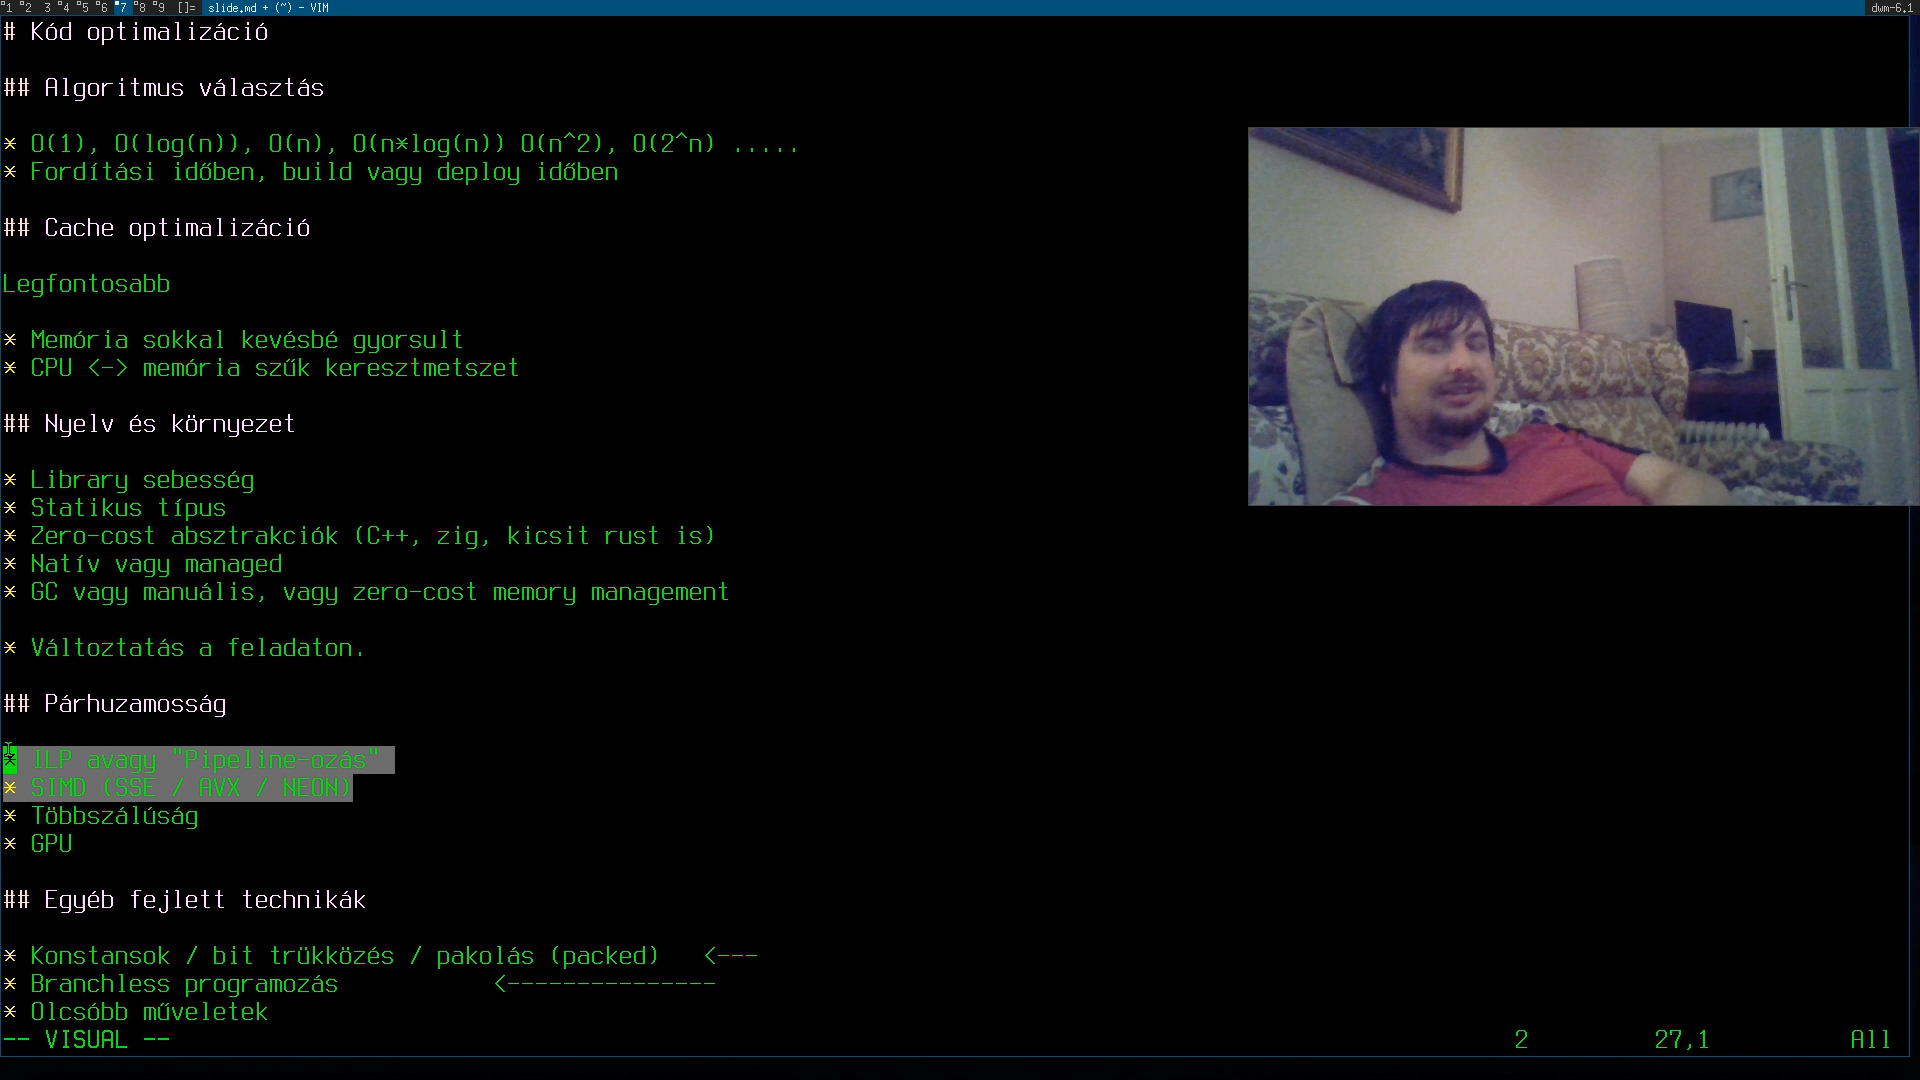 1 2 3 4 5 6 7 8 9 []= slide.md + (~) - VIM dwm-6.1
# Kód optimalizáció
## Algoritmus választás
* O(1), O(log(n)), O(n), O(n*log(n)) O(n^2), O(2^n) .....
* Fordítási időben, build vagy deploy időben
## Cache optimalizáció
Legfontosabb
* Memória sokkal kevésbé gyorsult
* CPU <-> memória szűk keresztmetszet
## Nyelv és környezet
* Library sebesség
* Statikus típus
* Zero-cost absztrakciók (C++, zig, kicsit rust is)
* Natív vagy managed
* GC vagy manuális, vagy zero-cost memory management
* Változtatás a feladaton.
## Párhuzamosság
* ILP avagy "Pipeline-ozás"
* SIMD (SSE / AVX / NEON)
* Többszálúság
* GPU
## Egyéb fejlett technikák
* Konstansok / bit trükközés / pakolás (packed) <---
* Branchless programozás <---------------
* Olcsóbb műveletek
-- VISUAL -- 2 27,1 All